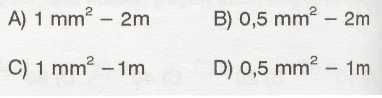 A) 1 mm² – 2m B) 0,5 mm² – 2m
C) 1 mm² – 1m D) 0,5 mm² – 1m